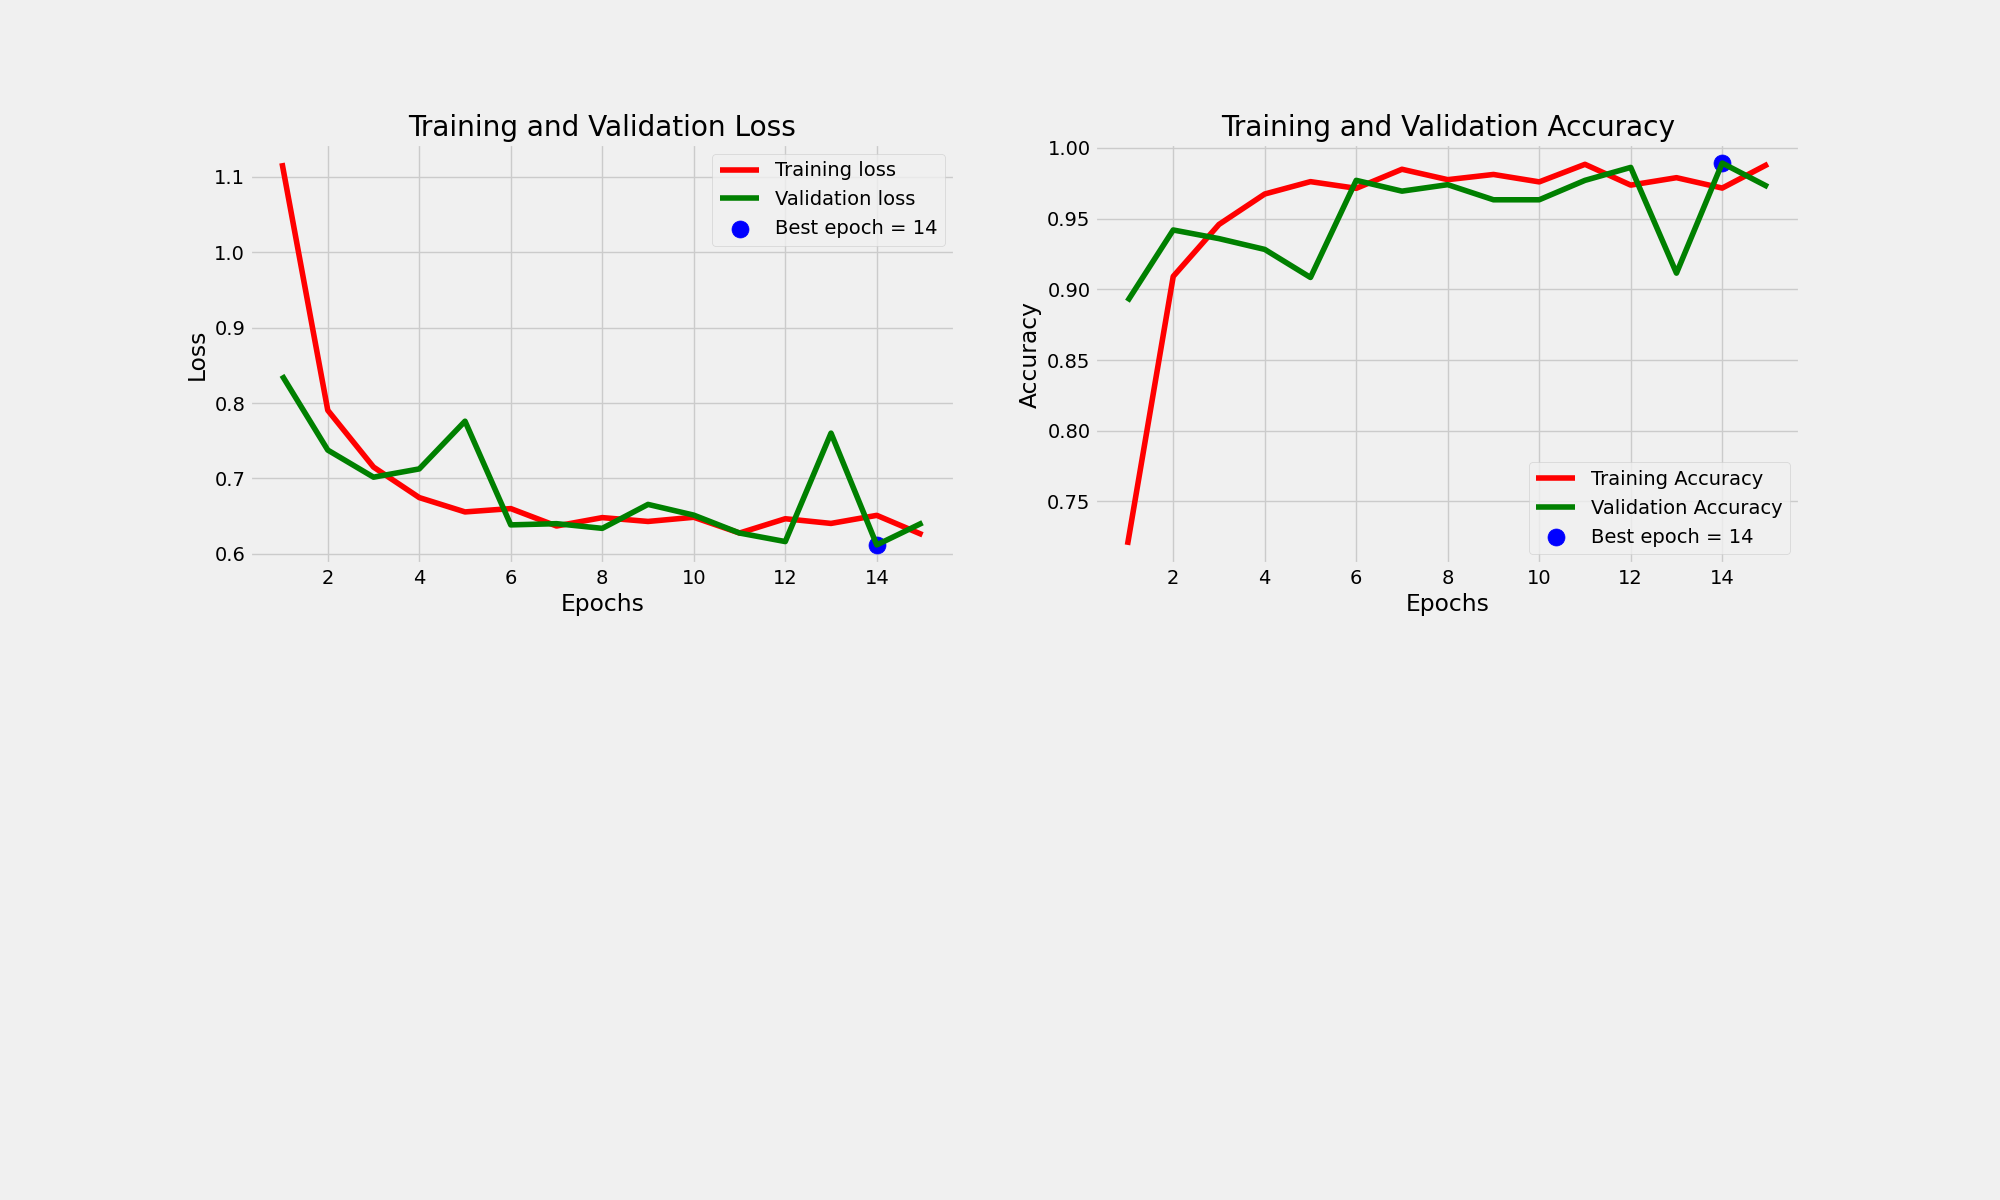 Training and Validation Loss
Training loss
Validation loss
Best epoch = 14
1.1
1.0
0.9
0.8
0.7
0.6
Loss
2 4 6 8 10 12 14
Epochs
Training and Validation Accuracy
1.00
0.95
0.90
0.85
0.80
0.75
Accuracy
Training Accuracy
Validation Accuracy
Best epoch = 14
2 4 6 8 10 12 14
Epochs